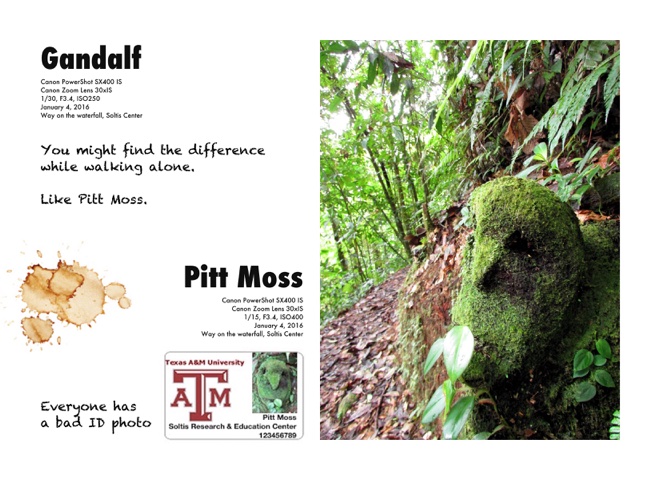 Gandalf
Canon PowerShot SX400 IS
Canon Zoom Lens 30xIS
1/30, F3.4, ISO250
January 4, 2016
Way on the waterfall, Soltis Center
You might find the difference
while walking alone.
Like Pitt Moss.
Pitt Moss
Canon PowerShot SX400 IS
Canon Zoom Lens 30xIS
1/15, F3.4, ISO400
January 4, 2016
Way on the waterfall, Soltis Center
Texas A&M University
ATM
Pitt Moss
Soltis Research & Education Center
123456789
Everyone has
a bad ID photo